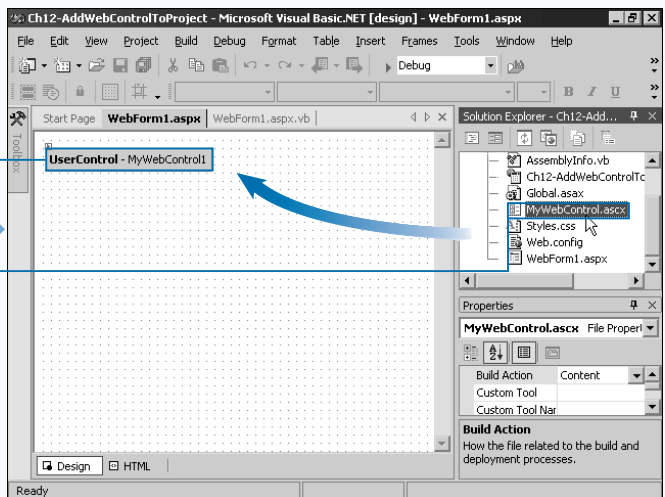 Ch12-AddWebControlToProject - Microsoft Visual Basic.NET [design] - WebForm1.aspx
File Edit View Project Build Debug Format Table Insert Frames Tools Window Help
Debug
B I U
Start Page WebForm1.aspx WebForm1.aspx.vb
Toolbox
UserControl - MyWebControl1
Solution Explorer - Ch12-Add...
AssemblyInfo.vb
Ch12-AddWebControlTc
Global.asax
MyWebControl.ascx
Styles.css
Web.config
WebForm1.aspx
Properties
MyWebControl.ascx File Propert
Build Action Content
Custom Tool
Custom Tool Nar
Build Action
How the file related to the build and
deployment processes.
Design HTML
Ready